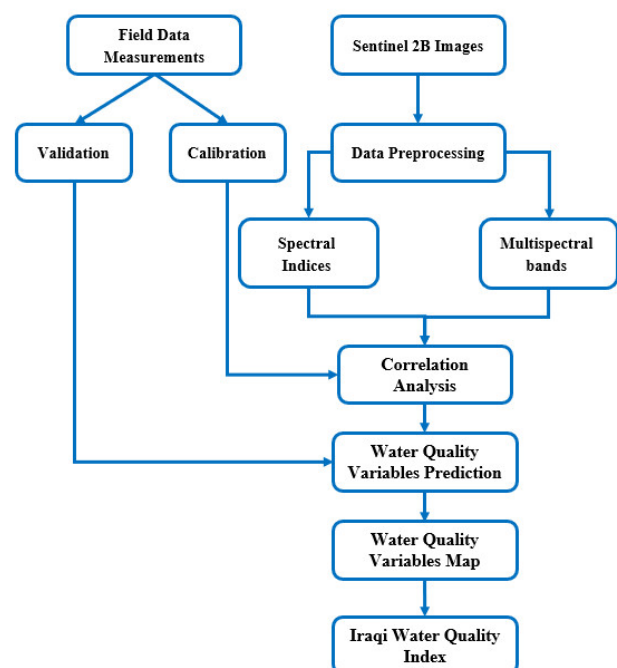 Field Data
Measurements
Sentinel 2B Images
Validation
Calibration
Data Preprocessing
Spectral
Indices
Multispectral
bands
Correlation
Analysis
Water Quality
Variables Prediction
Water Quality
Variables Map
Iraqi Water Quality
Index